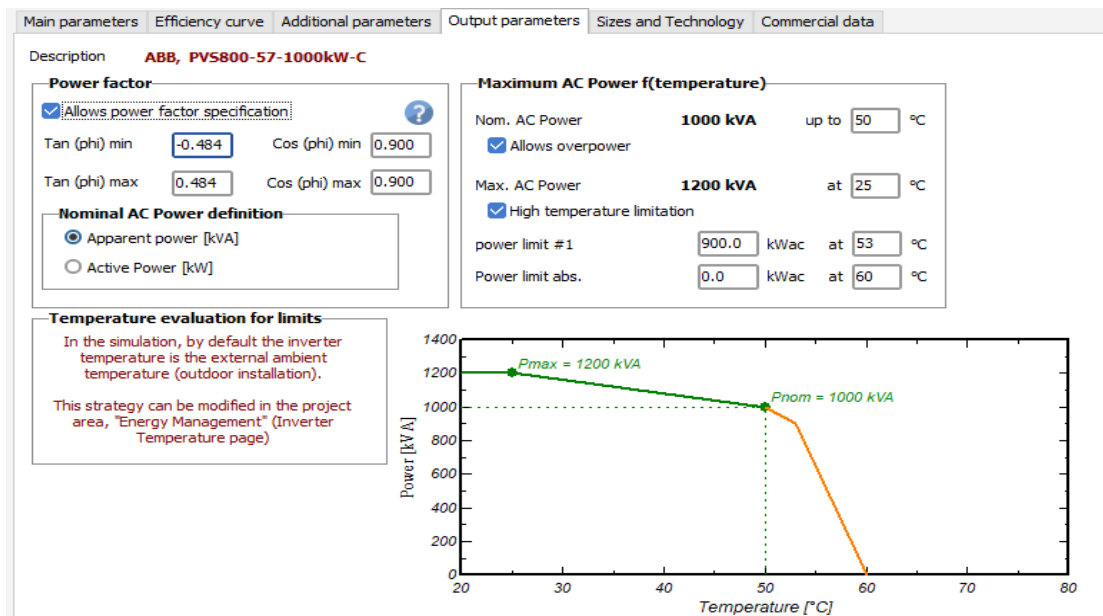 Main parameters Efficiency curve Additional parameters Output parameters Sizes and Technology Commercial data
Description ABB, PVS800-57-1000kW-C
Power factor
Allows power factor specification
?
Tan (phi) min -0.484 Cos (phi) min 0.900
Tan (phi) max 0.484 Cos (phi) max 0.900
Nominal AC Power definition
Apparent power [kVA]
Active Power [kW]
Maximum AC Power f(temperature)
Nom. AC Power 1000 kVA up to 50 °C
Allows overpower
Max. AC Power 1200 kVA at 25 °C
High temperature limitation
power limit #1 900.0 kWac at 53 °C
Power limit abs. 0.0 kWac at 60 °C
Temperature evaluation for limits
In the simulation, by default the inverter
temperature is the external ambient
temperature (outdoor installation).
This strategy can be modified in the project
area, "Energy Management" (Inverter
Temperature page)
Power [kVA]
1400
1200
1000
800
600
400
200
0
Pmax = 1200 kVA
Pnom = 1000 kVA
20 30 40 50 60 70 80
Temperature [°C]